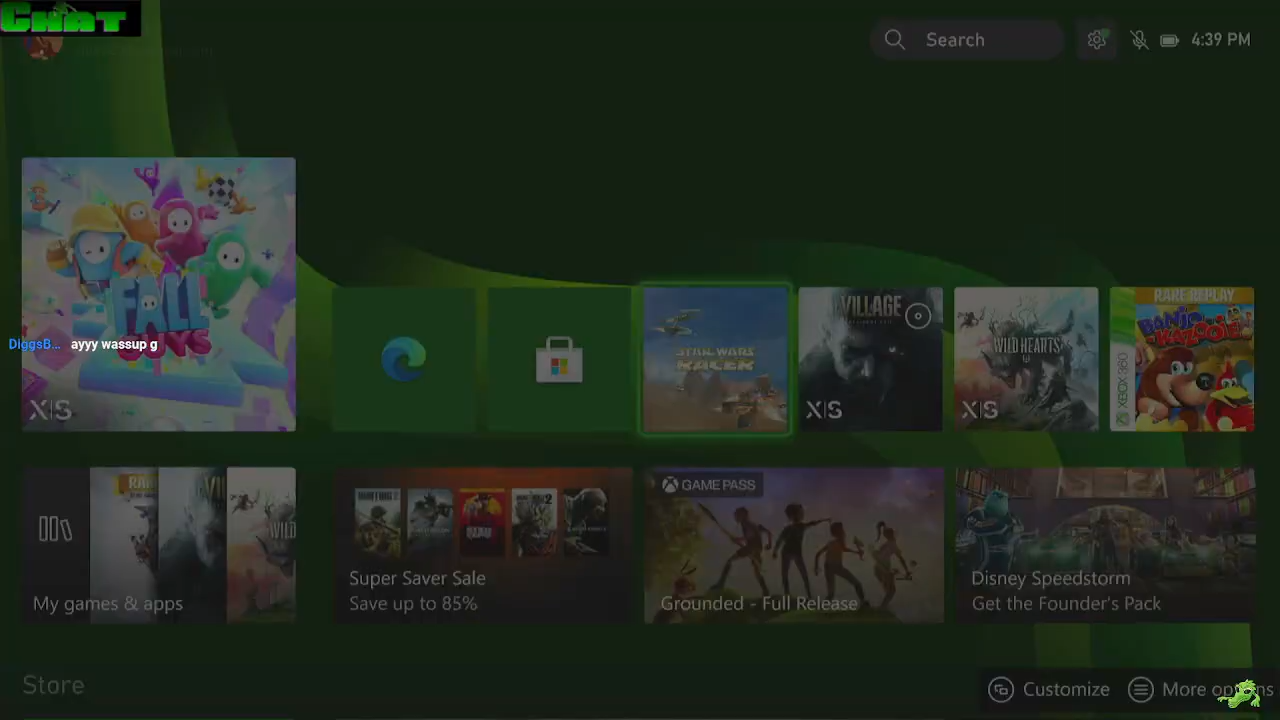 Chat
Search
4:39 PM
FALL
GUYS
X|S
DiggsB... ayyy wassup g
STAR WARS
RACER
VILLAGE
X|S
WILD HEARTS
X|S
RARE REPLAY
BANJO
KAZOOIE
XBOX 360
My games & apps
Super Saver Sale
Save up to 85%
GAME PASS
Grounded - Full Release
Disney Speedstorm
Get the Founder's Pack
Store
Customize
More